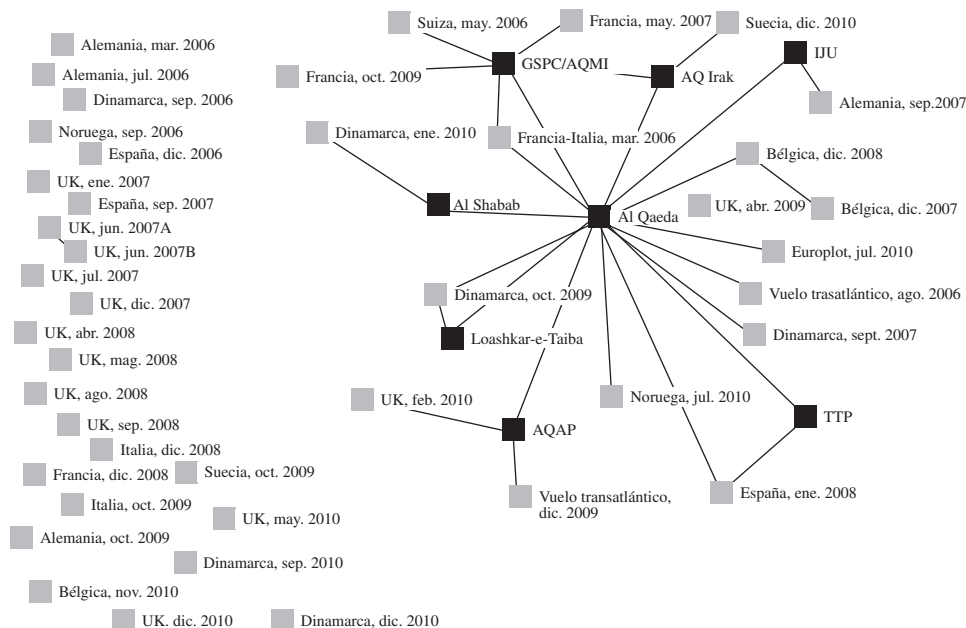 Suiza, may. 2006
Francia, may. 2007
Suecia, dic. 2010
Alemania, mar. 2006
IJU
GSPC/AQMI
Alemania, jul. 2006
Francia, oct. 2009
AQ Irak
Dinamarca, sep. 2006
Alemania, sep.2007
Noruega, sep. 2006
Dinamarca, ene. 2010
Francia-Italia, mar. 2006
España, dic. 2006
Bélgica, dic. 2008
UK, ene. 2007
España, sep. 2007
Al Shabab
Al Qaeda
UK, abr. 2009
Bélgica, dic. 2007
UK, jun. 2007A
UK, jun. 2007B
Europlot, jul. 2010
UK, jul. 2007
Dinamarca, oct. 2009
Vuelo trasatlántico, ago. 2006
UK, dic. 2007
UK, abr. 2008
Loashkar-e-Taiba
Dinamarca, sept. 2007
UK, mag. 2008
UK, ago. 2008
UK, feb. 2010
Noruega, jul. 2010
UK, sep. 2008
AQAP
TTP
Italia, dic. 2008
Francia, dic. 2008
Suecia, oct. 2009
España, ene. 2008
Italia, oct. 2009
Vuelo transatlántico,
dic. 2009
UK, may. 2010
Alemania, oct. 2009
Dinamarca, sep. 2010
Bélgica, nov. 2010
UK. dic. 2010
Dinamarca, dic. 2010